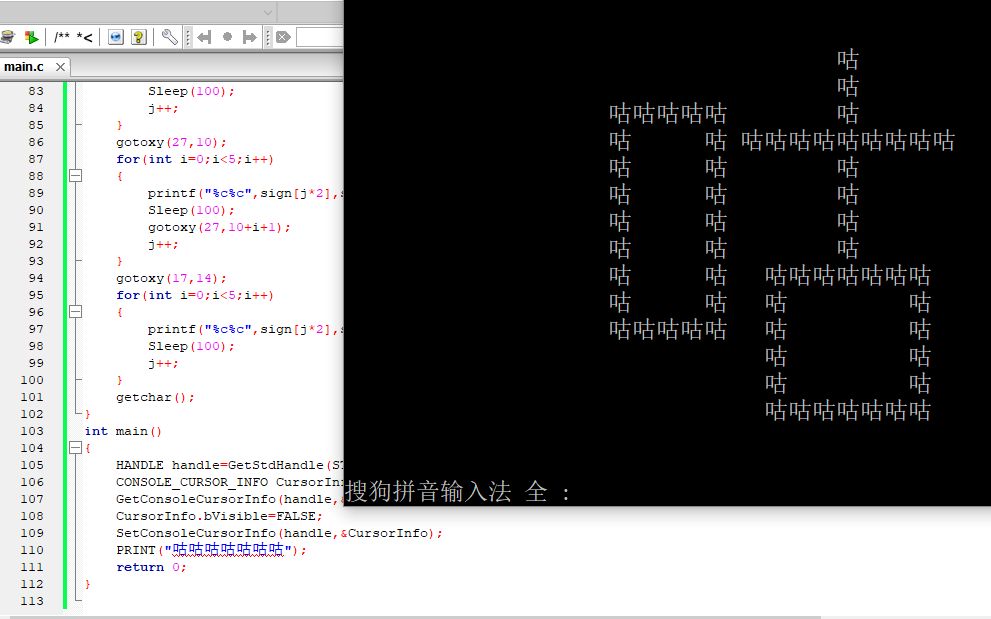 /** *<
main.c
83 Sleep(100);
84 j++;
85 }
86 gotoxy(27,10);
87 for(int i=0;i<5;i++)
88 {
89 printf("%c%c",sign[j*2],
90 Sleep(100);
91 gotoxy(27,10+i+1);
92 j++;
93 }
94 gotoxy(17,14);
95 for(int i=0;i<5;i++)
96 {
97 printf("%c%c",sign[j*2],
98 Sleep(100);
99 j++;
100 }
101 getchar();
102 }
103 int main()
104 {
105 HANDLE handle=GetStdHandle(ST
106 CONSOLE_CURSOR_INFO CursorIn
107 GetConsoleCursorInfo(handle,
108 CursorInfo.bVisible=FALSE;
109 SetConsoleCursorInfo(handle,&CursorInfo);
110 PRINT("咕咕咕咕咕咕咕");
111 return 0;
112 }
113
咕
咕
咕咕咕咕咕 咕
咕 咕 咕咕咕咕咕咕咕咕咕
咕 咕 咕
咕 咕 咕
咕 咕 咕
咕 咕 咕
咕 咕 咕咕咕咕咕咕咕
咕 咕 咕 咕
咕咕咕咕咕 咕 咕
咕 咕
咕 咕
咕咕咕咕咕咕咕
搜狗拼音输入法 全 :